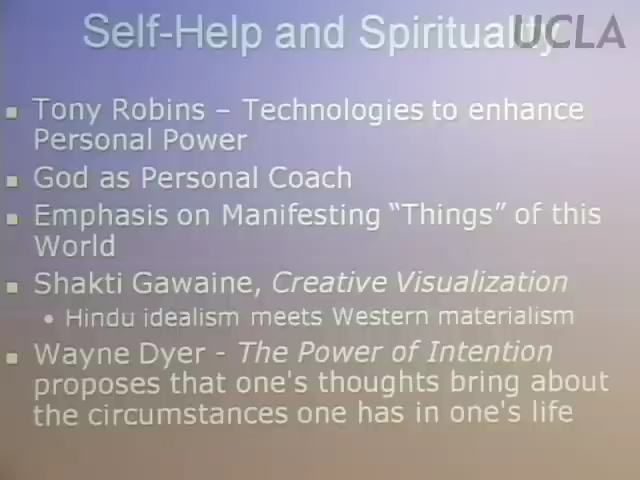 Self-Help and Spirituality
UCLA
Tony Robins – Technologies to enhance
Personal Power
God as Personal Coach
Emphasis on Manifesting “Things” of this
World
Shakti Gawaine, Creative Visualization
Hindu idealism meets Western materialism
Wayne Dyer - The Power of Intention
proposes that one's thoughts bring about
the circumstances one has in one's life